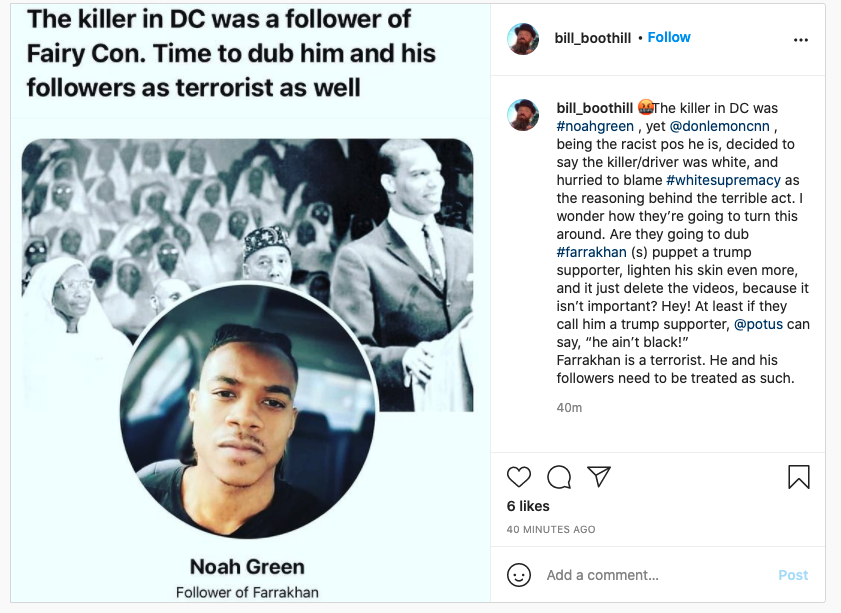 The killer in DC was a follower of
Fairy Con. Time to dub him and his
followers as terrorist as well
Noah Green
Follower of Farrakhan
bill_boothill • Follow
bill_boothill 🤬The killer in DC was
#noahgreen , yet @donlemoncnn ,
being the racist pos he is, decided to
say the killer/driver was white, and
hurried to blame #whitesupremacy as
the reasoning behind the terrible act. I
wonder how they’re going to turn this
around. Are they going to dub
#farrakhan (s) puppet a trump
supporter, lighten his skin even more,
and it just delete the videos, because it
isn’t important? Hey! At least if they
call him a trump supporter, @potus can
say, “he ain’t black!”
Farrakhan is a terrorist. He and his
followers need to be treated as such.
40m
6 likes
40 MINUTES AGO
Add a comment...
Post